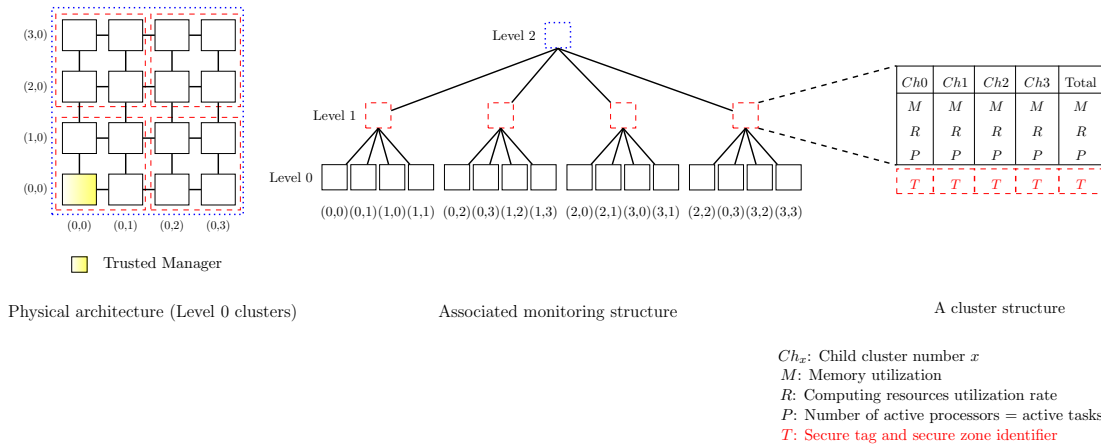 (3,0)
(2,0)
(1,0)
(0,0)
(0,0) (0,1) (0,2) (0,3)
Trusted Manager
Physical architecture (Level 0 clusters)
Level 2
Level 1
Level 0
(0,0)(0,1)(1,0)(1,1) (0,2)(0,3)(1,2)(1,3) (2,0)(2,1)(3,0)(3,1) (2,2)(0,3)(3,2)(3,3)
Associated monitoring structure
Ch0 Ch1 Ch2 Ch3 Total
M M M M M
R R R R R
P P P P P
T T T T T
A cluster structure
Chx: Child cluster number x
M: Memory utilization
R: Computing resources utilization rate
P: Number of active processors = active tasks
T: Secure tag and secure zone identifier